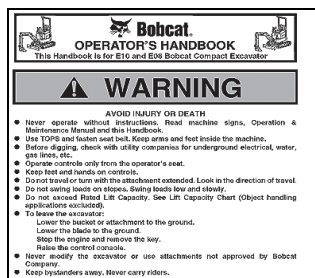 Bobcat®
OPERATOR'S HANDBOOK
This Handbook is for E10 and E08 Bobcat Compact Excavator
WARNING
AVOID INJURY OR DEATH
● Never operate without instructions. Read machine signs, Operation &
Maintenance Manual and this Handbook.
● Use TOPS and fasten seat belt. Keep arms and feet inside the machine.
● Before digging, check with utility companies for underground electrical, water,
gas lines, etc.
● Operate controls only from the operator's seat.
● Keep feet and hands on controls.
● Do not travel or turn with the attachment extended. Look in the direction of travel.
● Do not swing loads on slopes. Swing loads low and slowly.
● Do not exceed Rated Lift Capacity. See Lift Capacity Chart (Object handling
applications excluded).
● To leave the excavator:
Lower the bucket or attachment to the ground.
Lower the blade to the ground.
Stop the engine and remove the key.
Raise the control console.
● Never modify the excavator or use attachments not approved by Bobcat
Company.
● Keep bystanders away. Never carry riders.